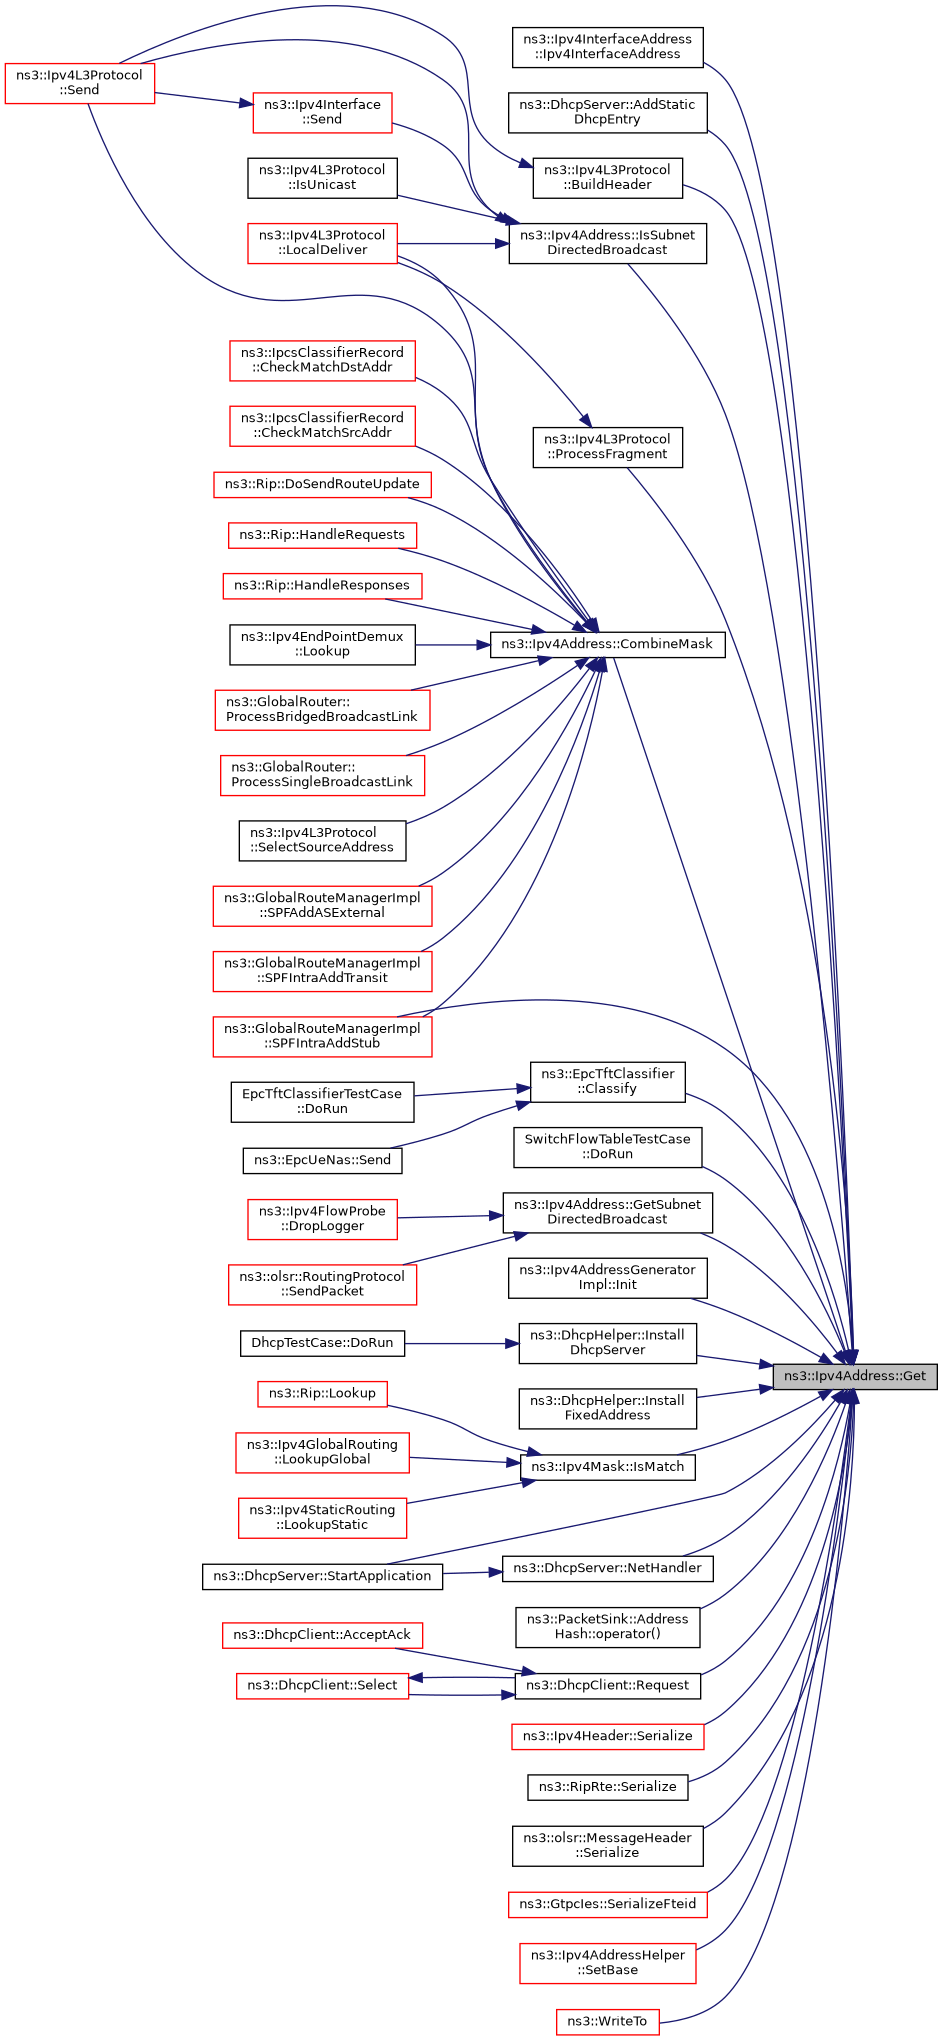 ns3::Ipv4InterfaceAddress
::Ipv4InterfaceAddress
ns3::Ipv4L3Protocol
::Send
ns3::Ipv4Interface
::Send
ns3::DhcpServer::AddStatic
DhcpEntry
ns3::Ipv4L3Protocol
::IsUnicast
ns3::Ipv4L3Protocol
::BuildHeader
ns3::Ipv4L3Protocol
::LocalDeliver
ns3::Ipv4Address::IsSubnet
DirectedBroadcast
ns3::IpcsClassifierRecord
::CheckMatchDstAddr
ns3::IpcsClassifierRecord
::CheckMatchSrcAddr
ns3::Ipv4L3Protocol
::ProcessFragment
ns3::Rip::DoSendRouteUpdate
ns3::Rip::HandleRequests
ns3::Rip::HandleResponses
ns3::Ipv4EndPointDemux
::Lookup
ns3::Ipv4Address::CombineMask
ns3::GlobalRouter::
ProcessBridgedBroadcastLink
ns3::GlobalRouter::
ProcessSingleBroadcastLink
ns3::Ipv4L3Protocol
::SelectSourceAddress
ns3::GlobalRouteManagerImpl
::SPFAddASExternal
ns3::GlobalRouteManagerImpl
::SPFIntraAddTransit
ns3::GlobalRouteManagerImpl
::SPFIntraAddStub
EpcTftClassifierTestCase
::DoRun
ns3::EpcTftClassifier
::Classify
ns3::EpcUeNas::Send
SwitchFlowTableTestCase
::DoRun
ns3::Ipv4FlowProbe
::DropLogger
ns3::Ipv4Address::GetSubnet
DirectedBroadcast
ns3::olsr::RoutingProtocol
::SendPacket
ns3::Ipv4AddressGenerator
Impl::Init
DhcpTestCase::DoRun
ns3::DhcpHelper::Install
DhcpServer
ns3::Ipv4Address::Get
ns3::Rip::Lookup
ns3::DhcpHelper::Install
FixedAddress
ns3::Ipv4GlobalRouting
::LookupGlobal
ns3::Ipv4Mask::IsMatch
ns3::Ipv4StaticRouting
::LookupStatic
ns3::DhcpServer::StartApplication
ns3::DhcpServer::NetHandler
ns3::PacketSink::Address
Hash::operator()
ns3::DhcpClient::AcceptAck
ns3::DhcpClient::Select
ns3::DhcpClient::Request
ns3::Ipv4Header::Serialize
ns3::RipRte::Serialize
ns3::olsr::MessageHeader
::Serialize
ns3::GtpcIes::SerializeFteid
ns3::Ipv4AddressHelper
::SetBase
ns3::WriteTo